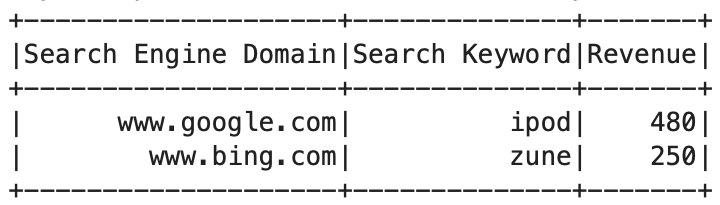 +---------------------+--------------+-------+
|Search Engine Domain|Search Keyword|Revenue|
+---------------------+--------------+-------+
|      www.google.com|          ipod|    480|
|        www.bing.com|          zune|    250|
+---------------------+--------------+-------+